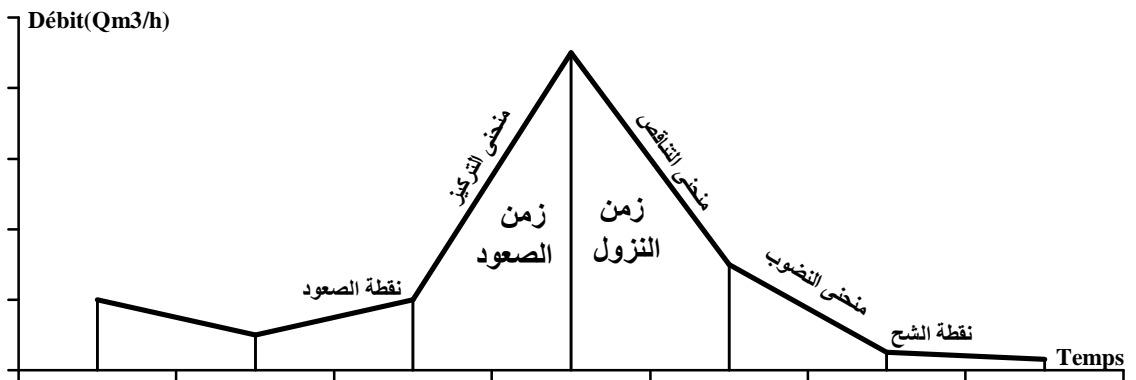 Débit(Qm3/h)
منحنى التركيز
منحنى التناقص
زمن
الصعود
زمن
النزول
نقطة الصعود
منحنى النضوب
نقطة الشح
Temps